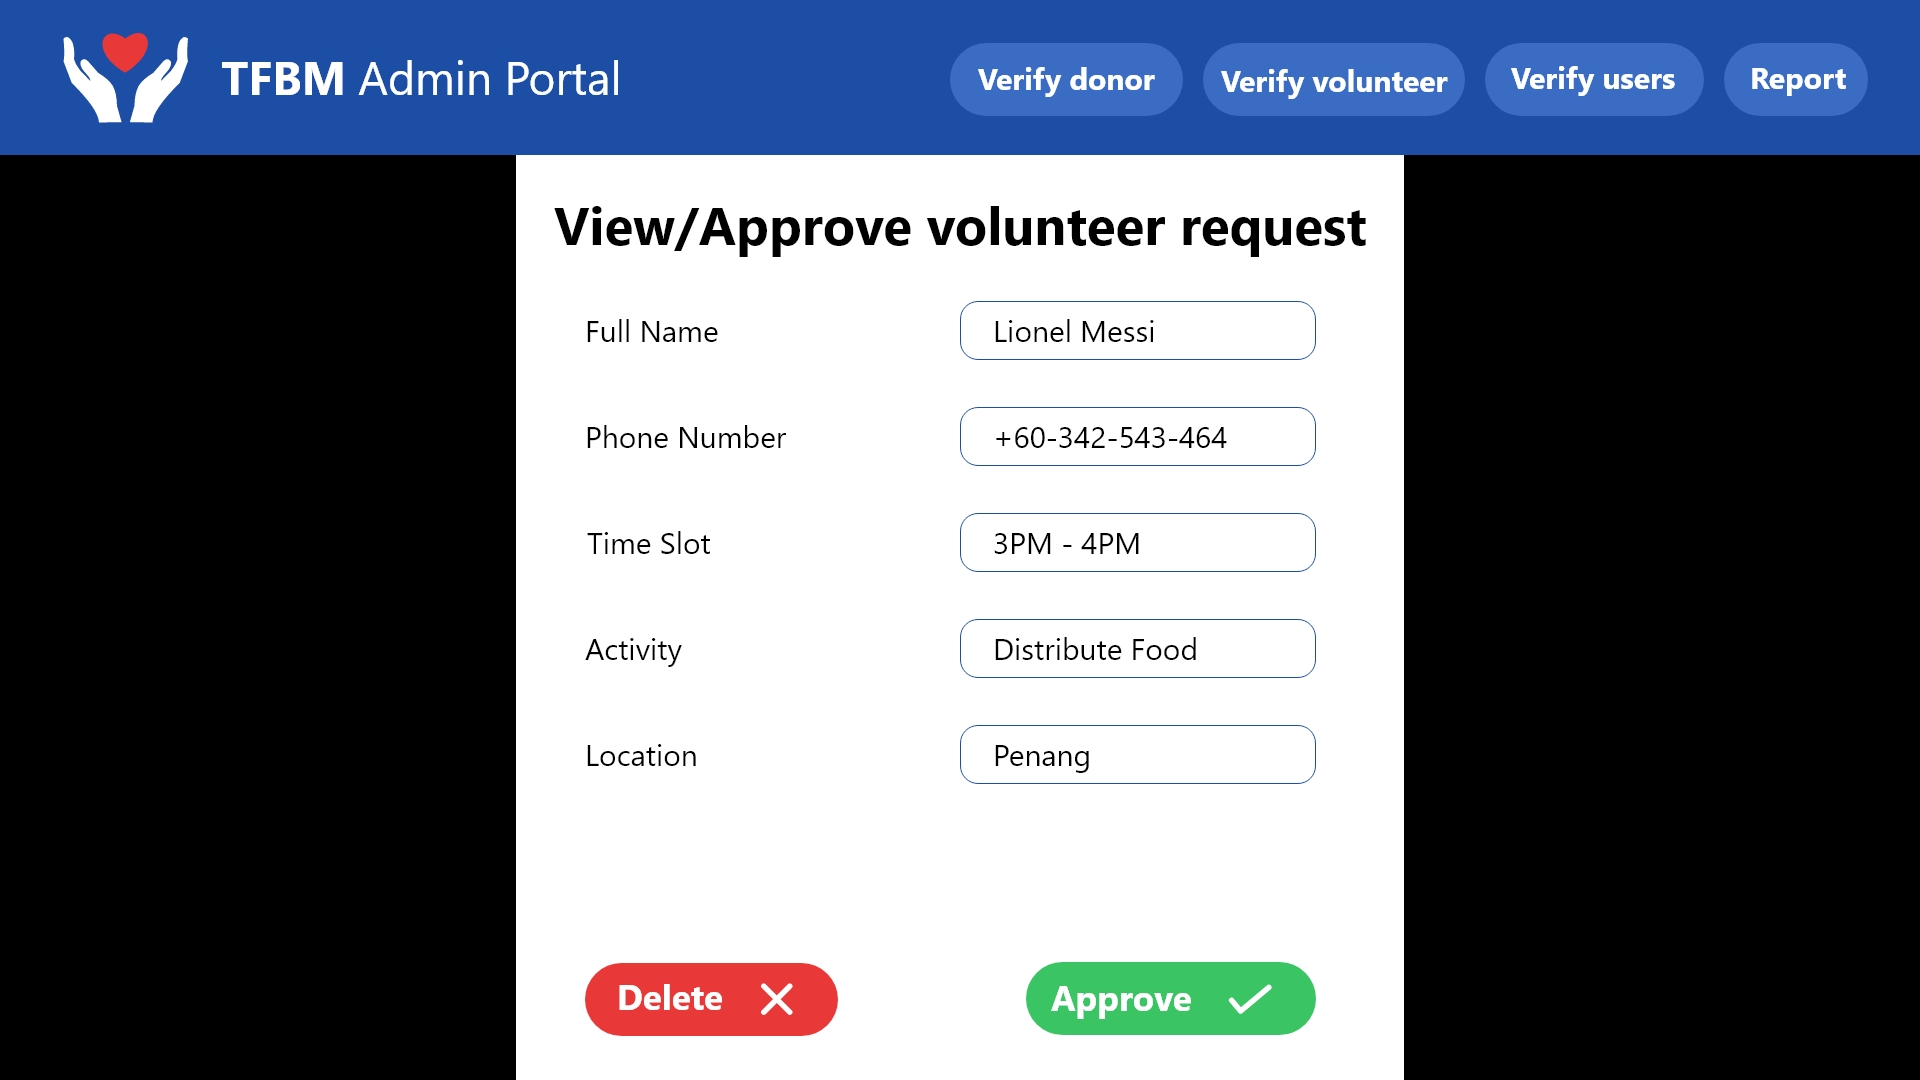 TFBM Admin Portal
Verify donor
Verify volunteer
Verify users
Report
View/Approve volunteer request
Full Name
Lionel Messi
Phone Number
+60-342-543-464
Time Slot
3PM - 4PM
Activity
Distribute Food
Location
Penang
Delete
Approve